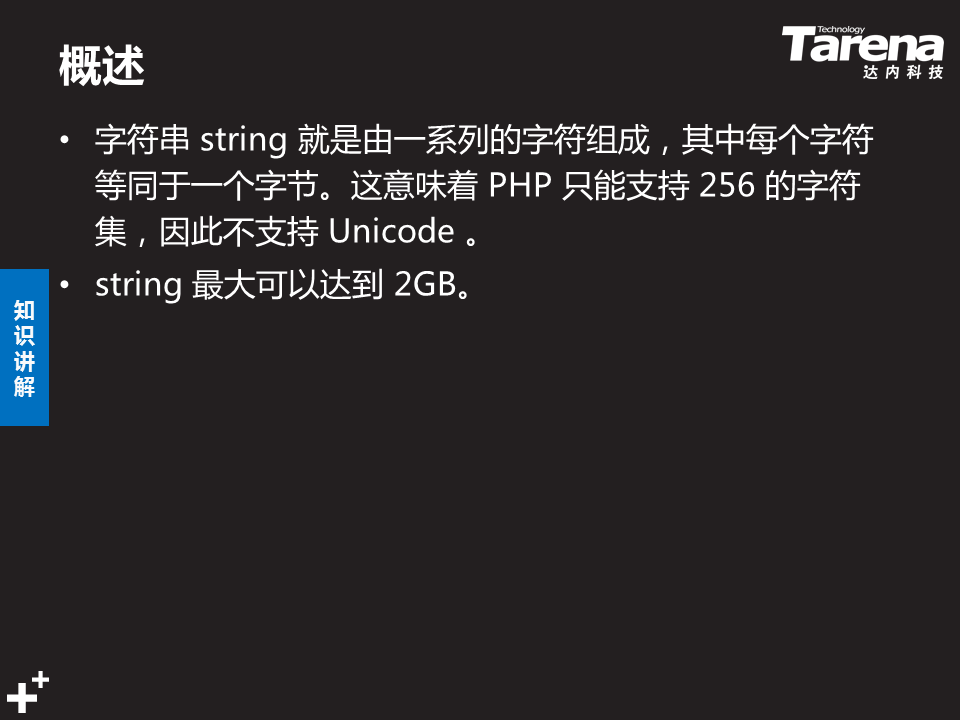 概述
Technology
Tarena
达内科技
• 字符串 string 就是由一系列的字符组成，其中每个字符
等同于一个字节。这意味着 PHP 只能支持 256 的字符
集，因此不支持 Unicode 。
• string 最大可以达到 2GB。
知
识
讲
解